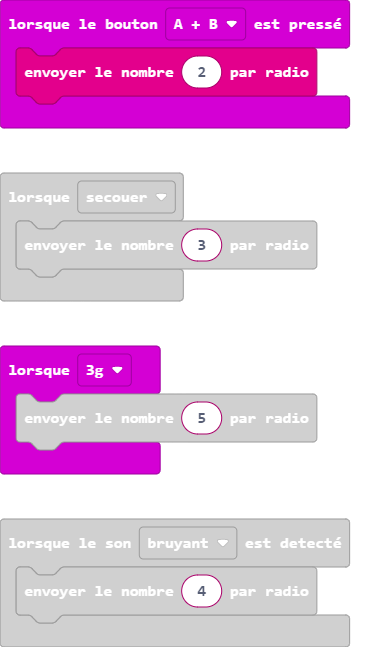 lorsque le bouton A + B est pressé
envoyer le nombre 2 par radio
lorsque secouer
envoyer le nombre 3 par radio
lorsque 3g
envoyer le nombre 5 par radio
lorsque le son bruyant est detecté
envoyer le nombre 4 par radio